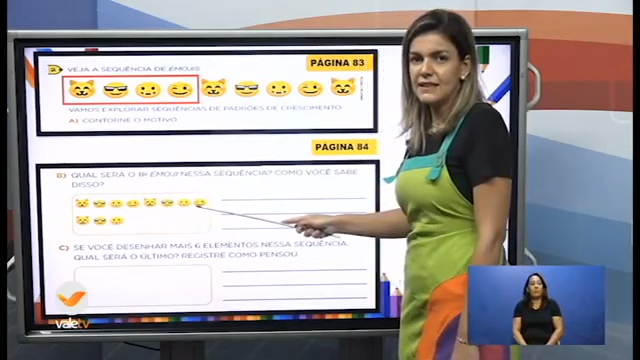 2 VEJA A SEQUÊNCIA DE EMOJIS
PÁGINA 83
VAMOS EXPLORAR SEQUÊNCIAS DE PADRÕES DE CRESCIMENTO.
A) CONTORNE O MOTIVO.
PÁGINA 84
B) QUAL SERÁ O EMOJI NESSA SEQUÊNCIA? COMO VOCÊ SABE
DISSO?
C) SE VOCÊ DESENHAR MAIS 6 ELEMENTOS NESSA SEQUÊNCIA,
QUAL SERÁ O ÚLTIMO? REGISTRE COMO PENSOU.
valetv